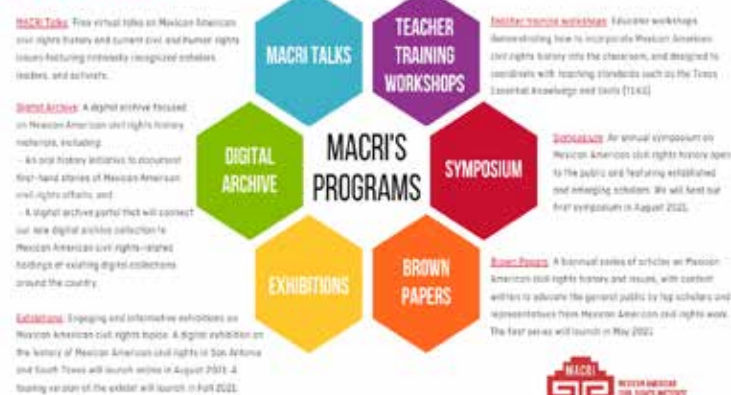 MACRI Talks: Free virtual talks on Mexican American
civil rights history and current civil and human rights
issues featuring nationally recognized scholars
leaders, and activists.
Digital Archive: A digital archive focused
on Mexican American civil rights history
materials, including:
- An oral history initiative to document
first-hand stories of Mexican American
civil rights efforts; and
- A digital archive portal that will connect
our new digital archive collection to
Mexican American civil rights-related
holdings of existing digital collections
around the country.
Exhibitions: Engaging and informative exhibitions on
Mexican American civil rights topics. A digital exhibition on
the history of Mexican American civil rights in San Antonio
and South Texas will launch online in August 2021. A
touring version of the exhibit will launch in Fall 2021.
MACRI TALKS
TEACHER
TRAINING
WORKSHOPS
DIGITAL
ARCHIVE
MACRI'S
PROGRAMS
SYMPOSIUM
EXHIBITIONS
BROWN
PAPERS
Teacher training workshops: Educator workshops
demonstrating how to incorporate Mexican American
civil rights history into the classroom, and designed to
coordinate with teaching standards such as the Texas
Essential Knowledge and Skills (TEKS)
Symposium: An annual symposium on
Mexican American civil rights history open
to the public and featuring established
and emerging scholars. We will host our
first symposium in August 2021.
Brown Papers: A biannual series of articles on Mexican
American civil rights history and issues, with content
written to educate the general public by top scholars and
representatives from Mexican American civil rights work.
The first series will launch in May 2021
MACRI
MEXICAN AMERICAN
CIVIL RIGHTS INSTITUTE